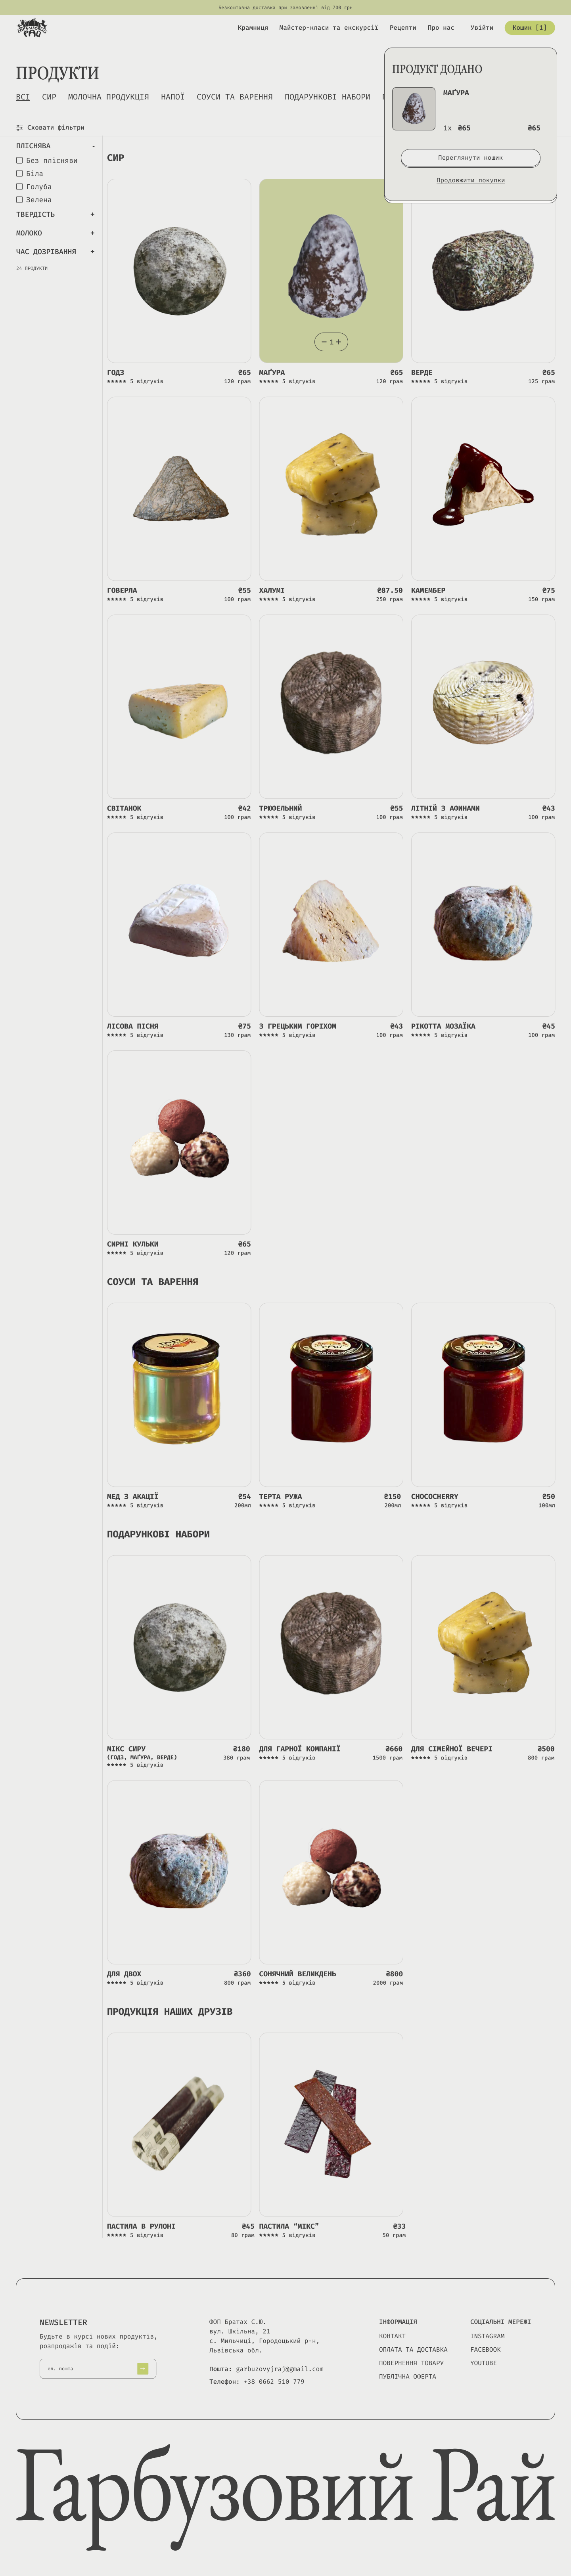 Безкоштовна доставка при замовленні від 700 грн
Крамниця Майстер-класи та екскурсії Рецепти Про нас Увійти Кошик [1]
ПРОДУКТИ
ПРОДУКТ ДОДАНО
МАҐУРА
1x ₴65 ₴65
Переглянути кошик
Продовжити покупки
ВСІ СИР МОЛОЧНА ПРОДУКЦІЯ НАПОЇ СОУСИ ТА ВАРЕННЯ ПОДАРУНКОВІ НАБОРИ
Сховати фільтри
ПЛІСНЯВА -
Без плісняви
Біла
Голуба
Зелена
ТВЕРДІСТЬ +
МОЛОКО +
ЧАС ДОЗРІВАННЯ +
24 ПРОДУКТИ
СИР
1
ГОДЗ ₴65
★★★★★ 5 відгуків 120 грам
МАҐУРА ₴65
★★★★★ 5 відгуків 120 грам
ВЕРДЕ ₴65
★★★★★ 5 відгуків 125 грам
ГОВЕРЛА ₴55
★★★★★ 5 відгуків 100 грам
ХАЛУМІ ₴87.50
★★★★★ 5 відгуків 250 грам
КАМЕМБЕР ₴75
★★★★★ 5 відгуків 150 грам
СВІТАНОК ₴42
★★★★★ 5 відгуків 100 грам
ТРЮФЕЛЬНИЙ ₴55
★★★★★ 5 відгуків 100 грам
ЛІТНІЙ З АФИНАМИ ₴43
★★★★★ 5 відгуків 100 грам
ЛІСОВА ПІСНЯ ₴75
★★★★★ 5 відгуків 130 грам
З ГРЕЦЬКИМ ГОРІХОМ ₴43
★★★★★ 5 відгуків 100 грам
РІКОТТА МОЗАЇКА ₴45
★★★★★ 5 відгуків 100 грам
СИРНІ КУЛЬКИ ₴65
★★★★★ 5 відгуків 120 грам
СОУСИ ТА ВАРЕННЯ
МЕД З АКАЦІЇ ₴54
★★★★★ 5 відгуків 200мл
ТЕРТА РУЖА ₴150
★★★★★ 5 відгуків 200мл
CHOCOCHERRY ₴50
★★★★★ 5 відгуків 100мл
ПОДАРУНКОВІ НАБОРИ
МІКС СИРУ ₴180
(ГОДЗ, МАҐУРА, ВЕРДЕ) 380 грам
★★★★★ 5 відгуків
ДЛЯ ГАРНОЇ КОМПАНІЇ ₴660
★★★★★ 5 відгуків 1500 грам
ДЛЯ СІМЕЙНОЇ ВЕЧЕРІ ₴500
★★★★★ 5 відгуків 800 грам
ДЛЯ ДВОХ ₴360
★★★★★ 5 відгуків 800 грам
СОНЯЧНИЙ ВЕЛИКДЕНЬ ₴800
★★★★★ 5 відгуків 2000 грам
ПРОДУКЦІЯ НАШИХ ДРУЗІВ
ПАСТИЛА В РУЛОНІ ₴45
★★★★★ 5 відгуків 80 грам
ПАСТИЛА “МІКС” ₴33
★★★★★ 5 відгуків 50 грам
NEWSLETTER
Будьте в курсі нових продуктів,
розпродажів та подій:
ел. пошта
ФОП Братах С.Ю.
вул. Шкільна, 21
с. Мильчиці, Городоцький р-н,
Львівська обл.
Пошта: garbuzovyjraj@gmail.com
Телефон: +38 0662 510 779
ІНФОРМАЦІЯ
КОНТАКТ
ОПЛАТА ТА ДОСТАВКА
ПОВЕРНЕННЯ ТОВАРУ
ПУБЛІЧНА ОФЕРТА
СОЦІАЛЬНІ МЕРЕЖІ
INSTAGRAM
FACEBOOK
YOUTUBE
Гарбузовий Рай